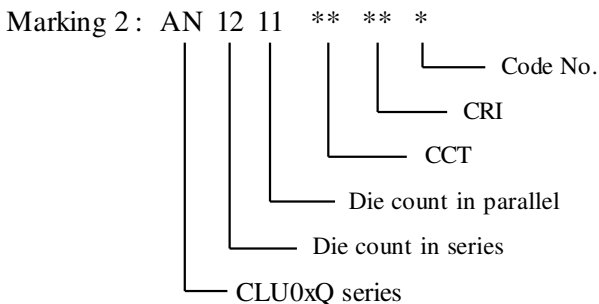 Marking 2 : AN 12 11 ** ** *
Code No.
CRI
CCT
Die count in parallel
Die count in series
CLU0xQ series